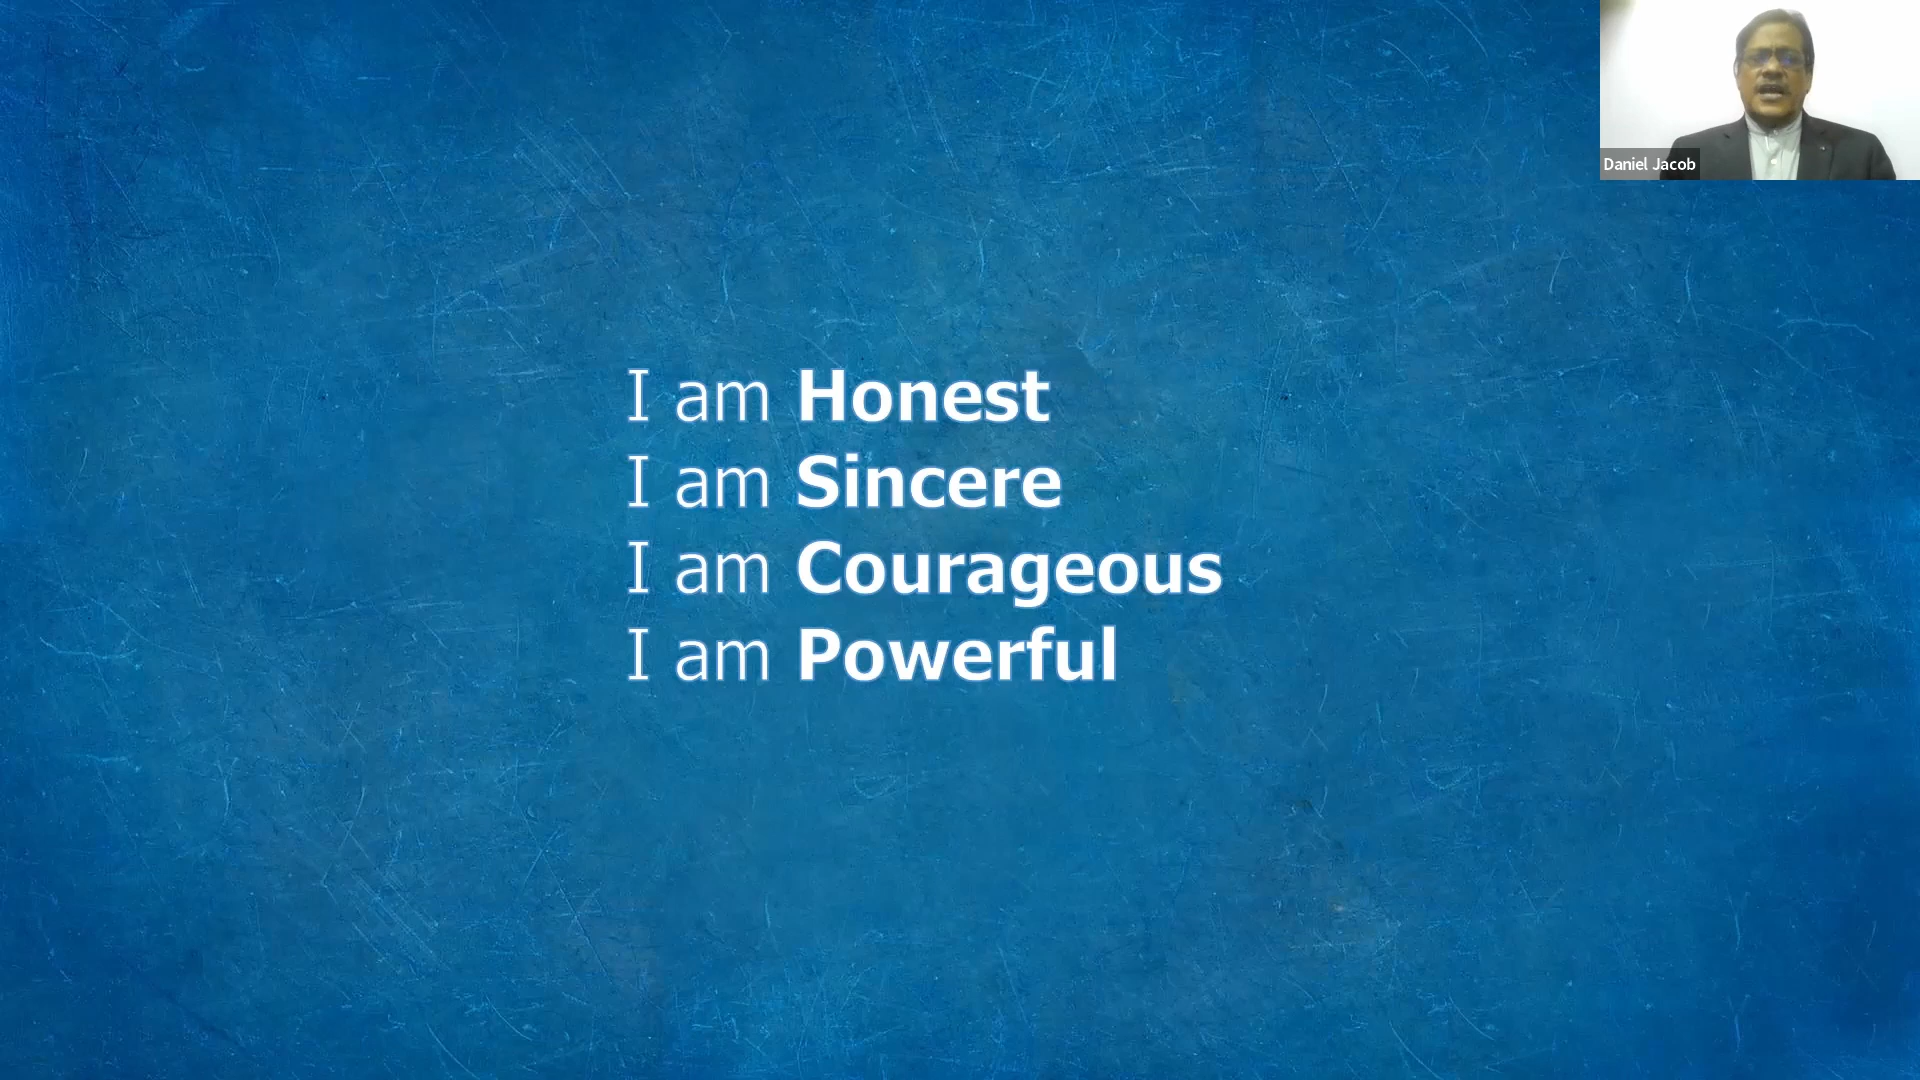 I am Honest
I am Sincere
I am Courageous
I am Powerful
Daniel Jacob